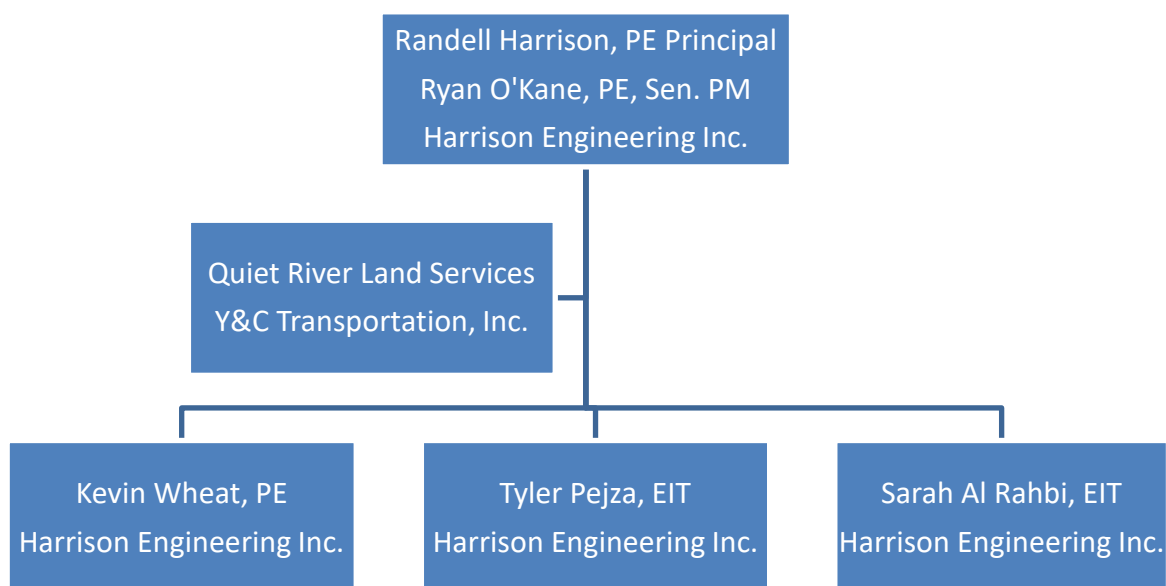 Randell Harrison, PE Principal
Ryan O'Kane, PE, Sen. PM
Harrison Engineering Inc.
Quiet River Land Services
Y&C Transportation, Inc.
Kevin Wheat, PE
Harrison Engineering Inc.
Tyler Pejza, EIT
Harrison Engineering Inc.
Sarah Al Rahbi, EIT
Harrison Engineering Inc.